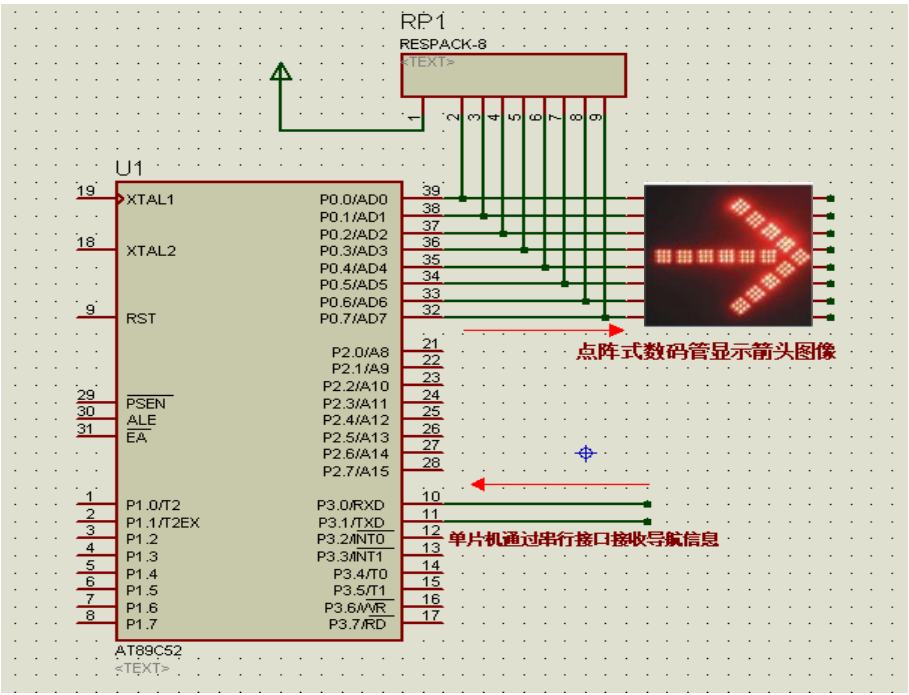 RP1
RESPACK-8
<TEXT>
1 2 3 4 5 6 7 8 9
U1
19 XTAL1 P0.0/AD0 39
P0.1/AD1 38
P0.2/AD2 37
18 XTAL2 P0.3/AD3 36
P0.4/AD4 35
P0.5/AD5 34
P0.6/AD6 33
9 RST P0.7/AD7 32
点阵式数码管显示箭头图像
P2.0/A8 21
P2.1/A9 22
P2.2/A10 23
29 PSEN P2.3/A11 24
30 ALE P2.4/A12 25
31 EA P2.5/A13 26
P2.6/A14 27
P2.7/A15 28
1 P1.0/T2 P3.0/RXD 10
2 P1.1/T2EX P3.1/TXD 11
3 P1.2 P3.2/INT0 12
单片机通过串行接口接收导航信息
4 P1.3 P3.3/INT1 13
5 P1.4 P3.4/T0 14
6 P1.5 P3.5/T1 15
7 P1.6 P3.6/WR 16
8 P1.7 P3.7/RD 17
AT89C52
<TEXT>